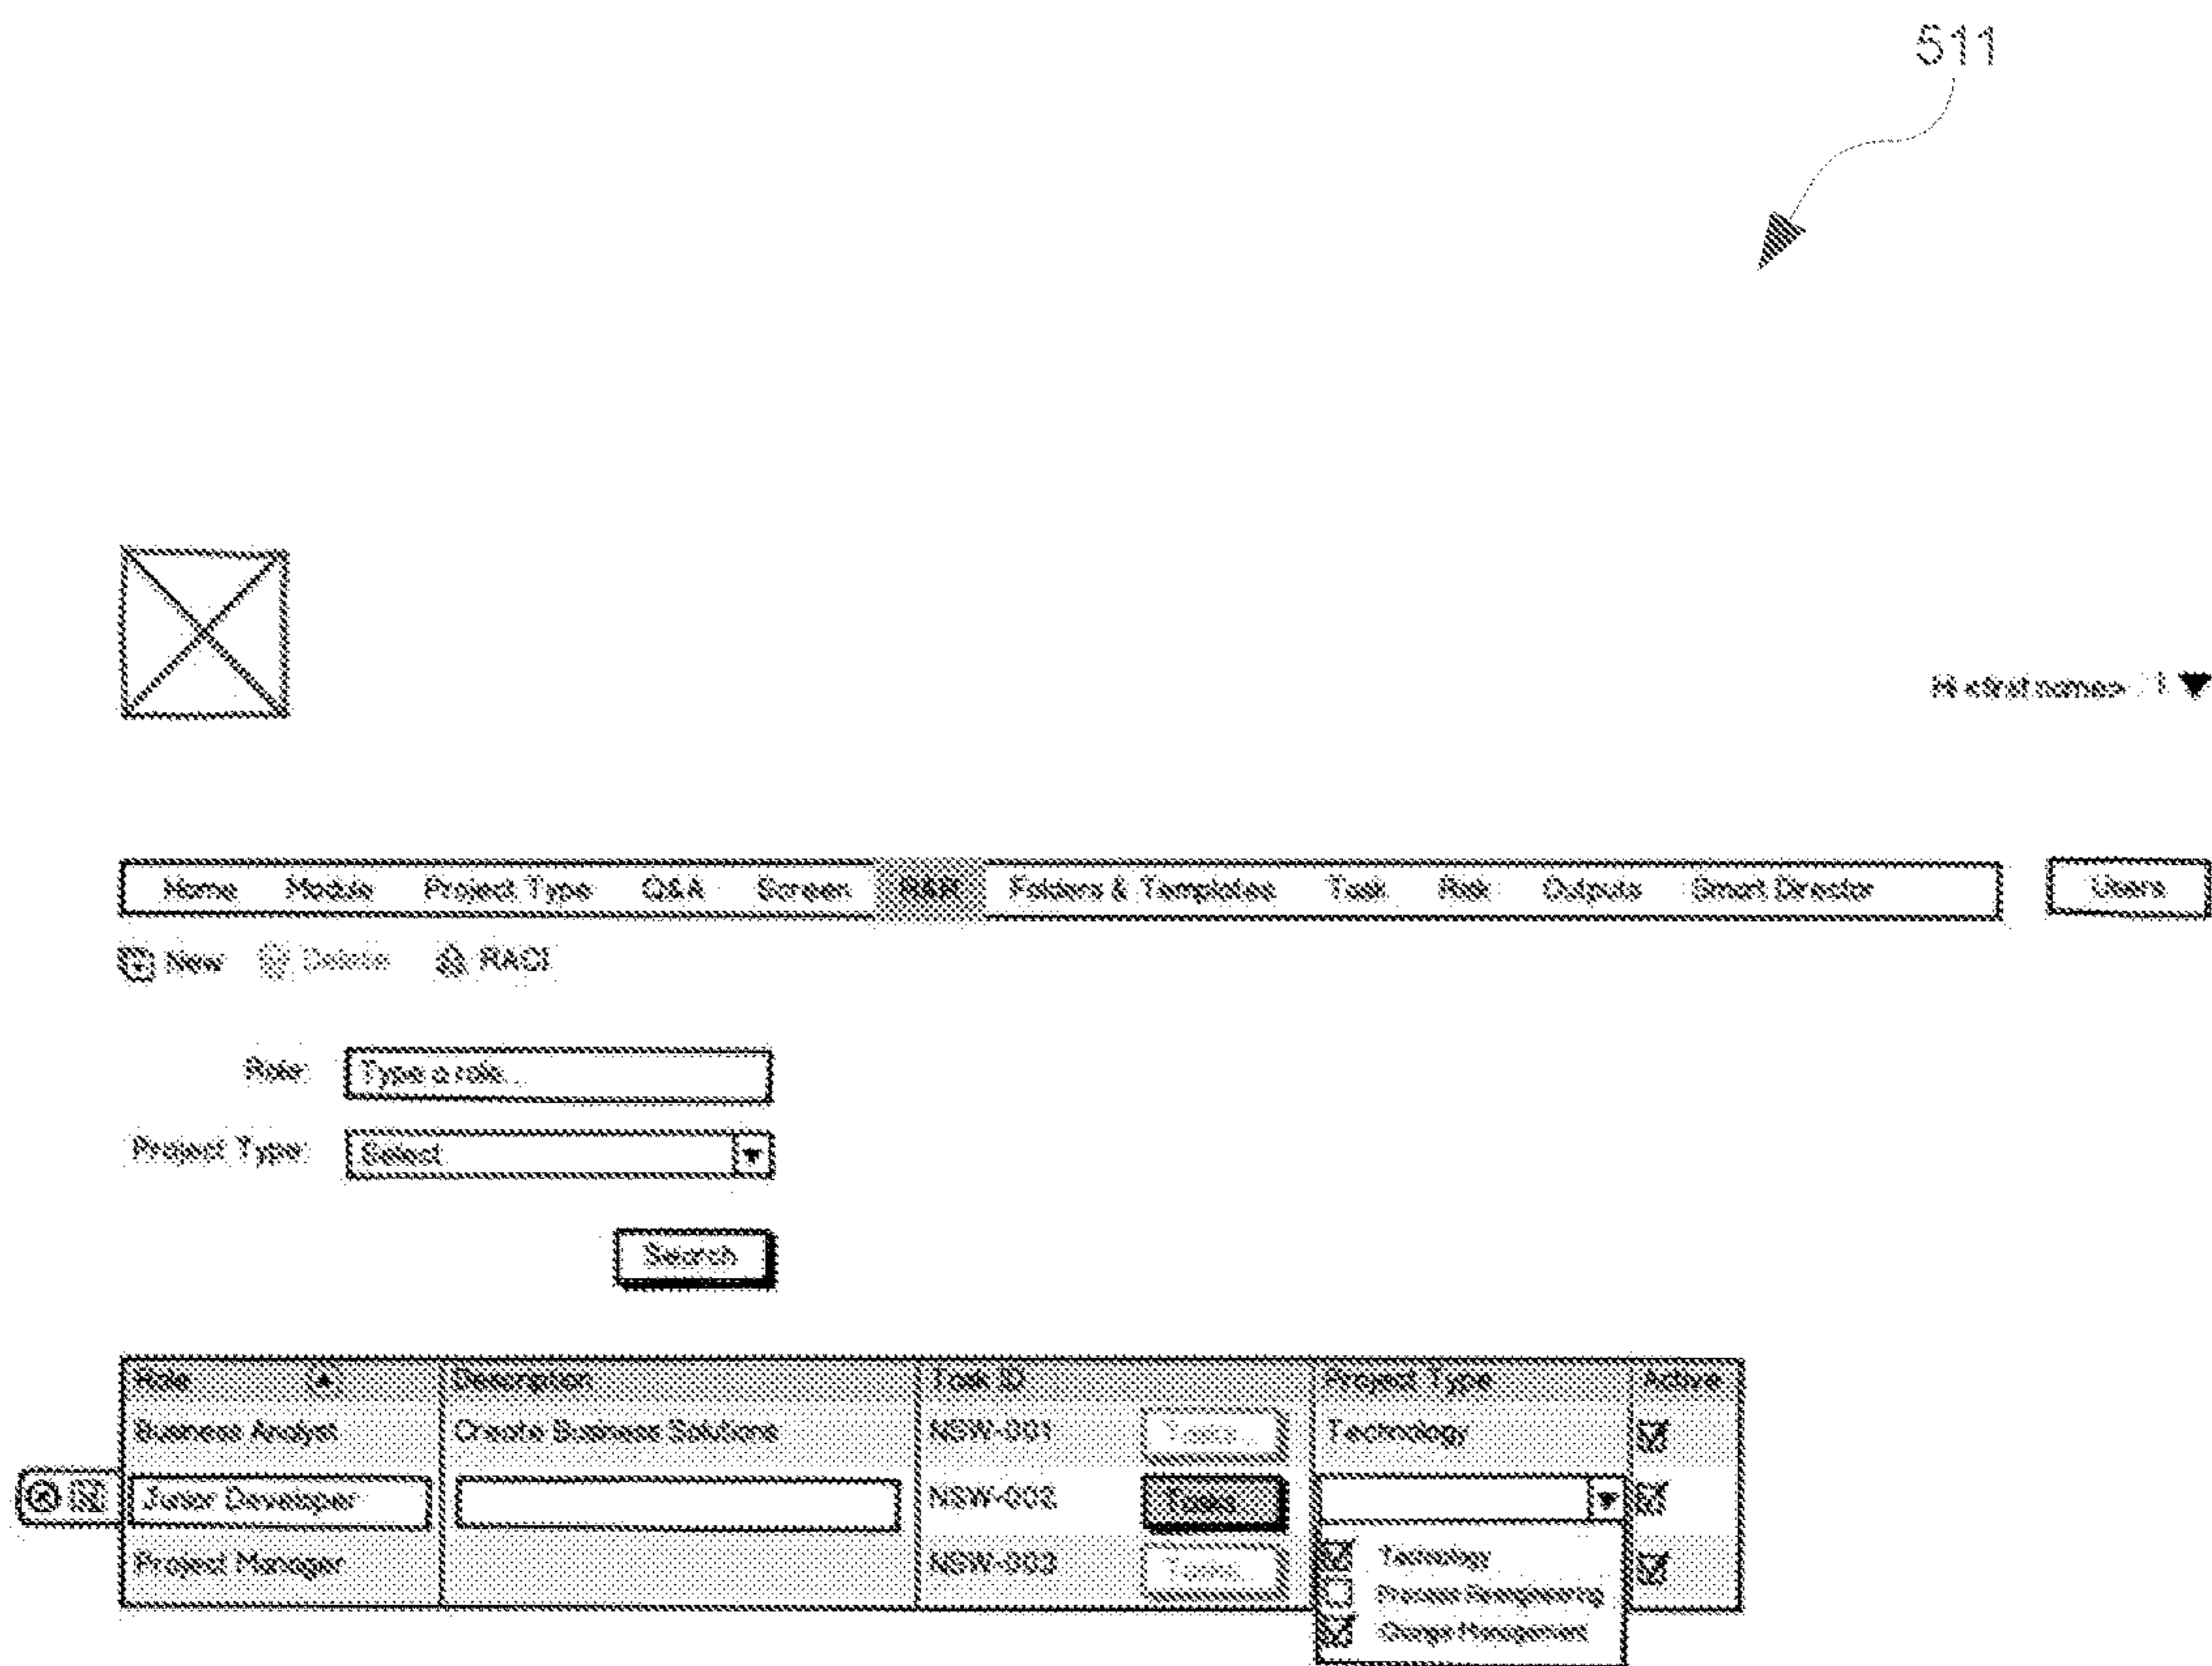 511
Hi <first name> | ▼
Home Module Project Type Q&A Screen R&R Folders & Templates Task Risk Outputs Smart Director Users
New Delete RACI
Role: Type a role...
Project Type: Select
Search
Role Description Task ID Project Type Active
Business Analyst Create Business Solutions NSW-001 Tasks... Technology
Junior Developer NSW-002 Tasks...
Project Manager NSW-003 Tasks...
Technology
Process Reengineering
Change Management